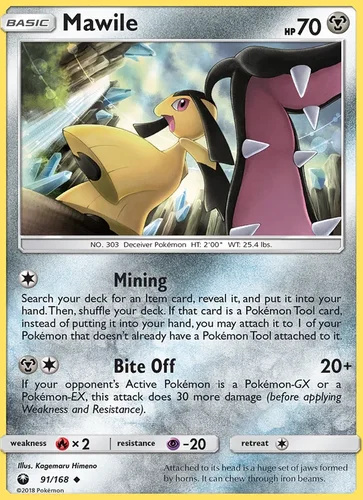 BASIC Mawile HP 70
NO. 303 Deceiver Pokémon HT: 2'00" WT: 25.4 lbs.
Mining
Search your deck for an Item card, reveal it, and put it into your
hand. Then, shuffle your deck. If that card is a Pokémon Tool card,
instead of putting it into your hand, you may attach it to 1 of your
Pokémon that doesn't already have a Pokémon Tool attached to it.
Bite Off 20+
If your opponent's Active Pokémon is a Pokémon-GX or a
Pokémon-EX, this attack does 30 more damage (before applying
Weakness and Resistance).
weakness ×2 resistance -20 retreat
Illus. Kagemaru Himeno
91/168
©2018 Pokémon
Attached to its head is a huge set of jaws formed
by horns. It can chew through iron beams.